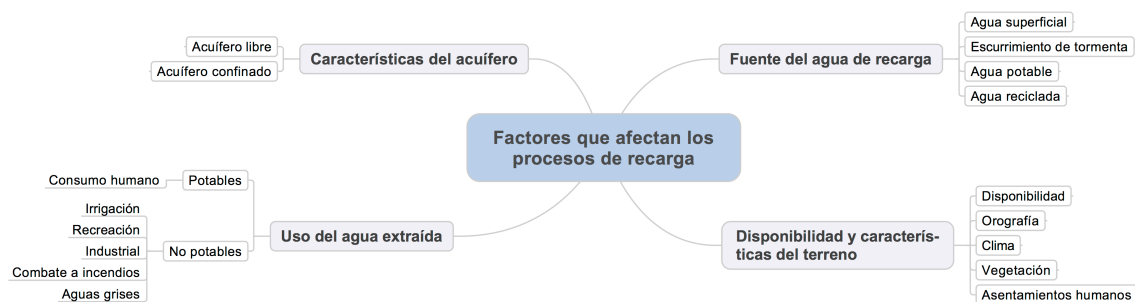 Factores que afectan los
procesos de recarga
Características del acuífero
Acuífero libre
Acuífero confinado
Fuente del agua de recarga
Agua superficial
Escurrimiento de tormenta
Agua potable
Agua reciclada
Uso del agua extraída
Potables
Consumo humano
No potables
Irrigación
Recreación
Industrial
Combate a incendios
Aguas grises
Disponibilidad y caracterís-
ticas del terreno
Disponibilidad
Orografía
Clima
Vegetación
Asentamientos humanos